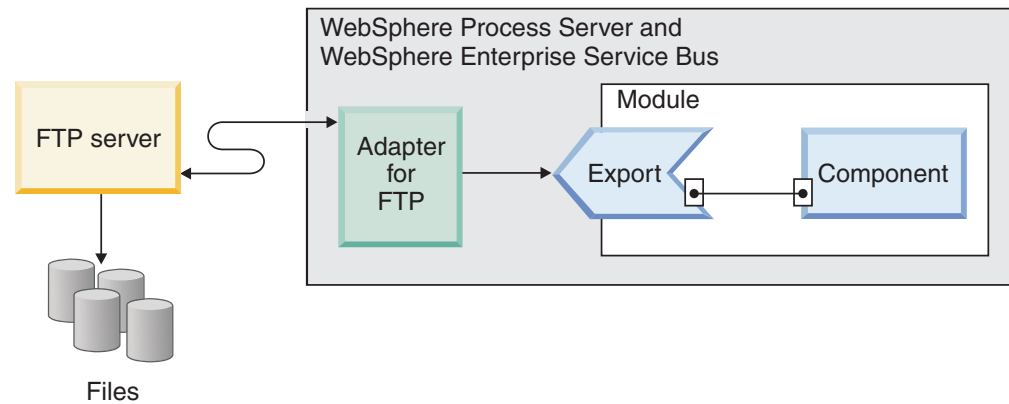 WebSphere Process Server and
WebSphere Enterprise Service Bus
Module
FTP server
Adapter
for
FTP
Export
Component
Files